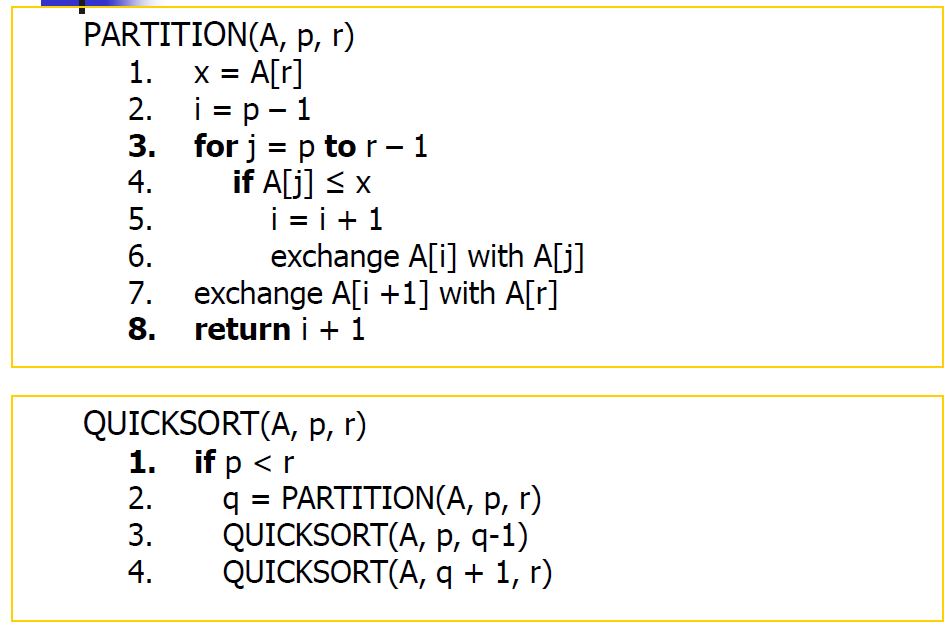 PARTITION(A, p, r)
1. x = A[r]
2. i = p – 1
3. for j = p to r – 1
4. if A[j] ≤ x
5. i = i + 1
6. exchange A[i] with A[j]
7. exchange A[i +1] with A[r]
8. return i + 1
QUICKSORT(A, p, r)
1. if p < r
2. q = PARTITION(A, p, r)
3. QUICKSORT(A, p, q-1)
4. QUICKSORT(A, q + 1, r)